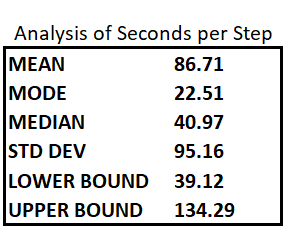 Analysis of Seconds per Step
MEAN 86.71
MODE 22.51
MEDIAN 40.97
STD DEV 95.16
LOWER BOUND 39.12
UPPER BOUND 134.29